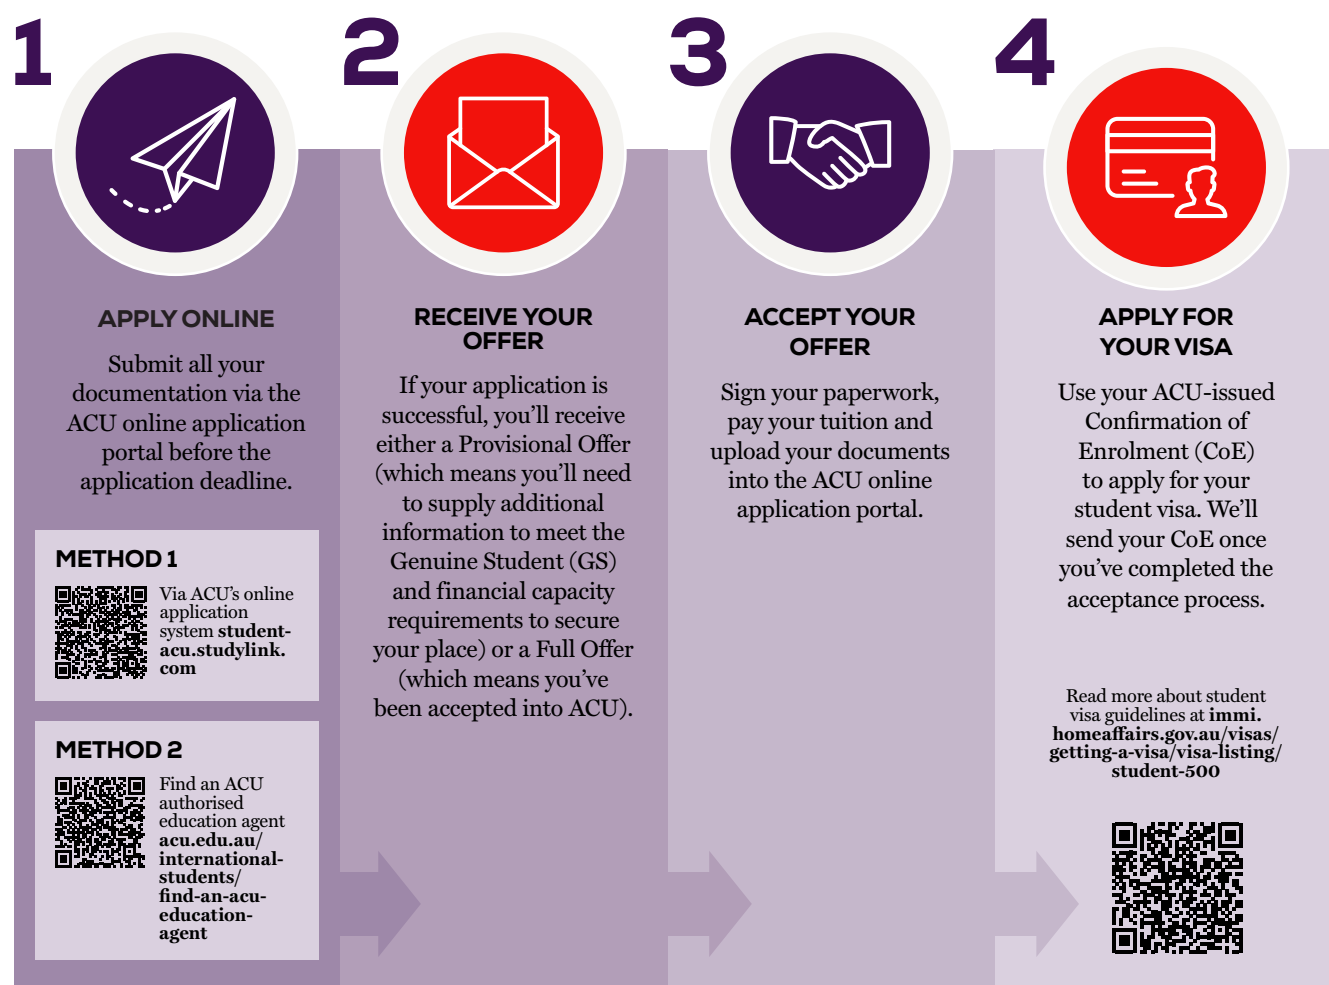 1
APPLY ONLINE
Submit all your
documentation via the
ACU online application
portal before the
application deadline.
METHOD 1
Via ACU’s online
application
system student-
acu.studylink.
com
METHOD 2
Find an ACU
authorised
education agent
acu.edu.au/
international-
students/
find-an-acu-
education-
agent
2
RECEIVE YOUR
OFFER
If your application is
successful, you’ll receive
either a Provisional Offer
(which means you’ll need
to supply additional
information to meet the
Genuine Student (GS)
and financial capacity
requirements to secure
your place) or a Full Offer
(which means you’ve
been accepted into ACU).
3
ACCEPT YOUR
OFFER
Sign your paperwork,
pay your tuition and
upload your documents
into the ACU online
application portal.
4
APPLY FOR
YOUR VISA
Use your ACU-issued
Confirmation of
Enrolment (CoE)
to apply for your
student visa. We’ll
send your CoE once
you’ve completed the
acceptance process.
Read more about student
visa guidelines at immi.
homeaffairs.gov.au/visas/
getting-a-visa/visa-listing/
student-500